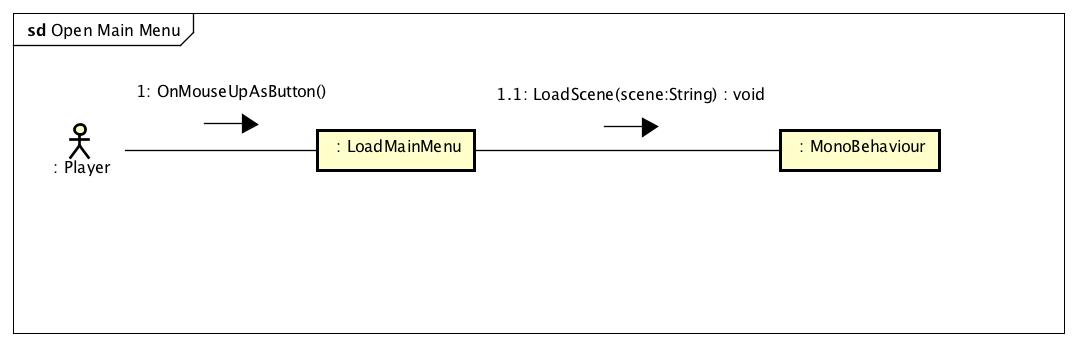 sd Open Main Menu
1: OnMouseUpAsButton()
1.1: LoadScene(scene:String) : void
: Player
: LoadMainMenu
: MonoBehaviour